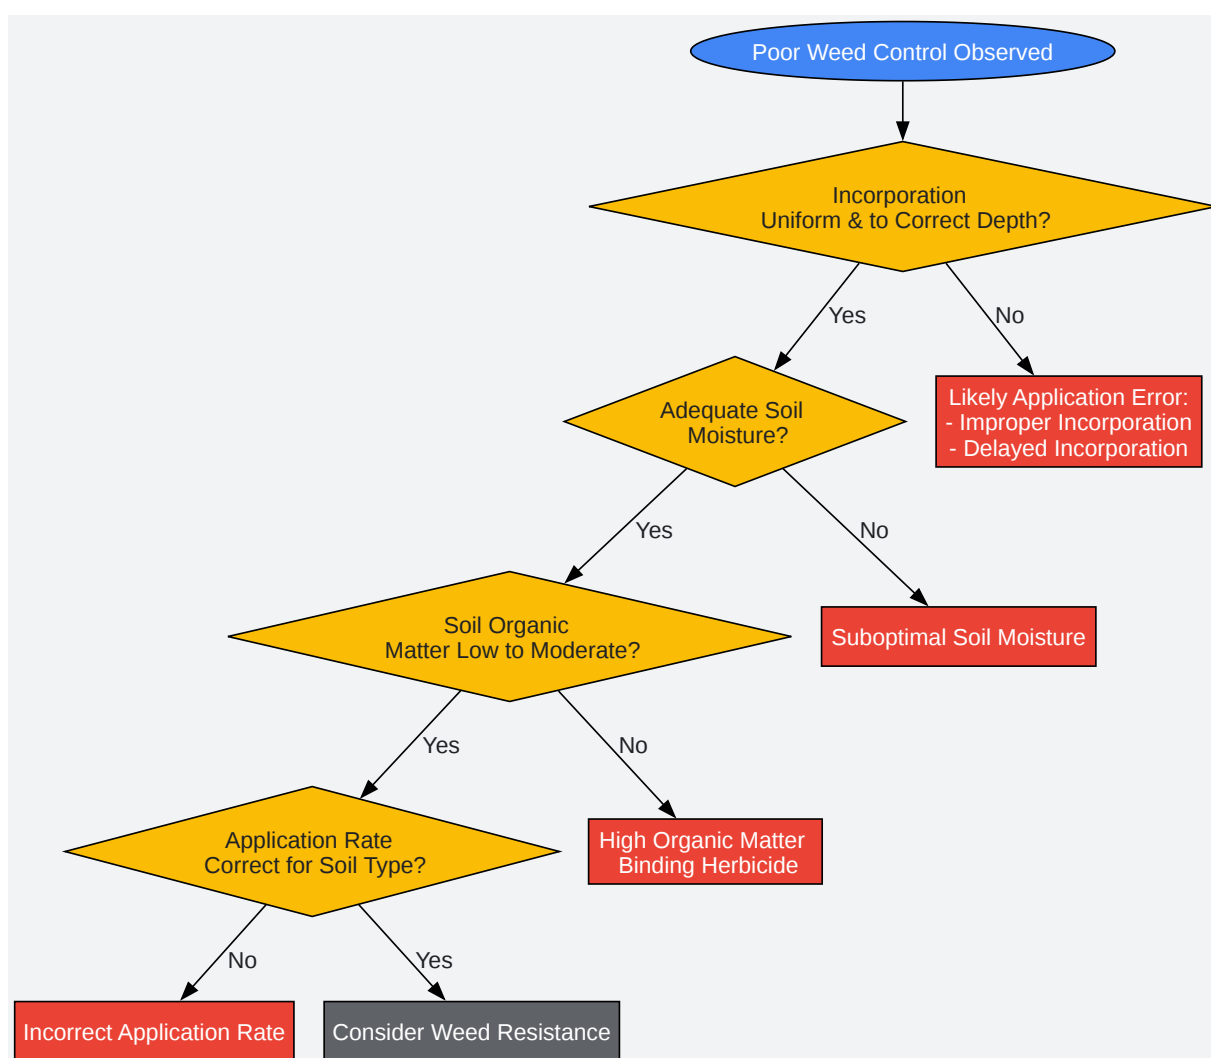 Poor Weed Control Observed
Incorporation
Uniform & to Correct Depth?
Yes
No
Adequate Soil
Moisture?
Likely Application Error:
- Improper Incorporation
- Delayed Incorporation
Yes
No
Soil Organic
Matter Low to Moderate?
Suboptimal Soil Moisture
Yes
No
Application Rate
Correct for Soil Type?
High Organic Matter
Binding Herbicide
No
Yes
Incorrect Application Rate
Consider Weed Resistance